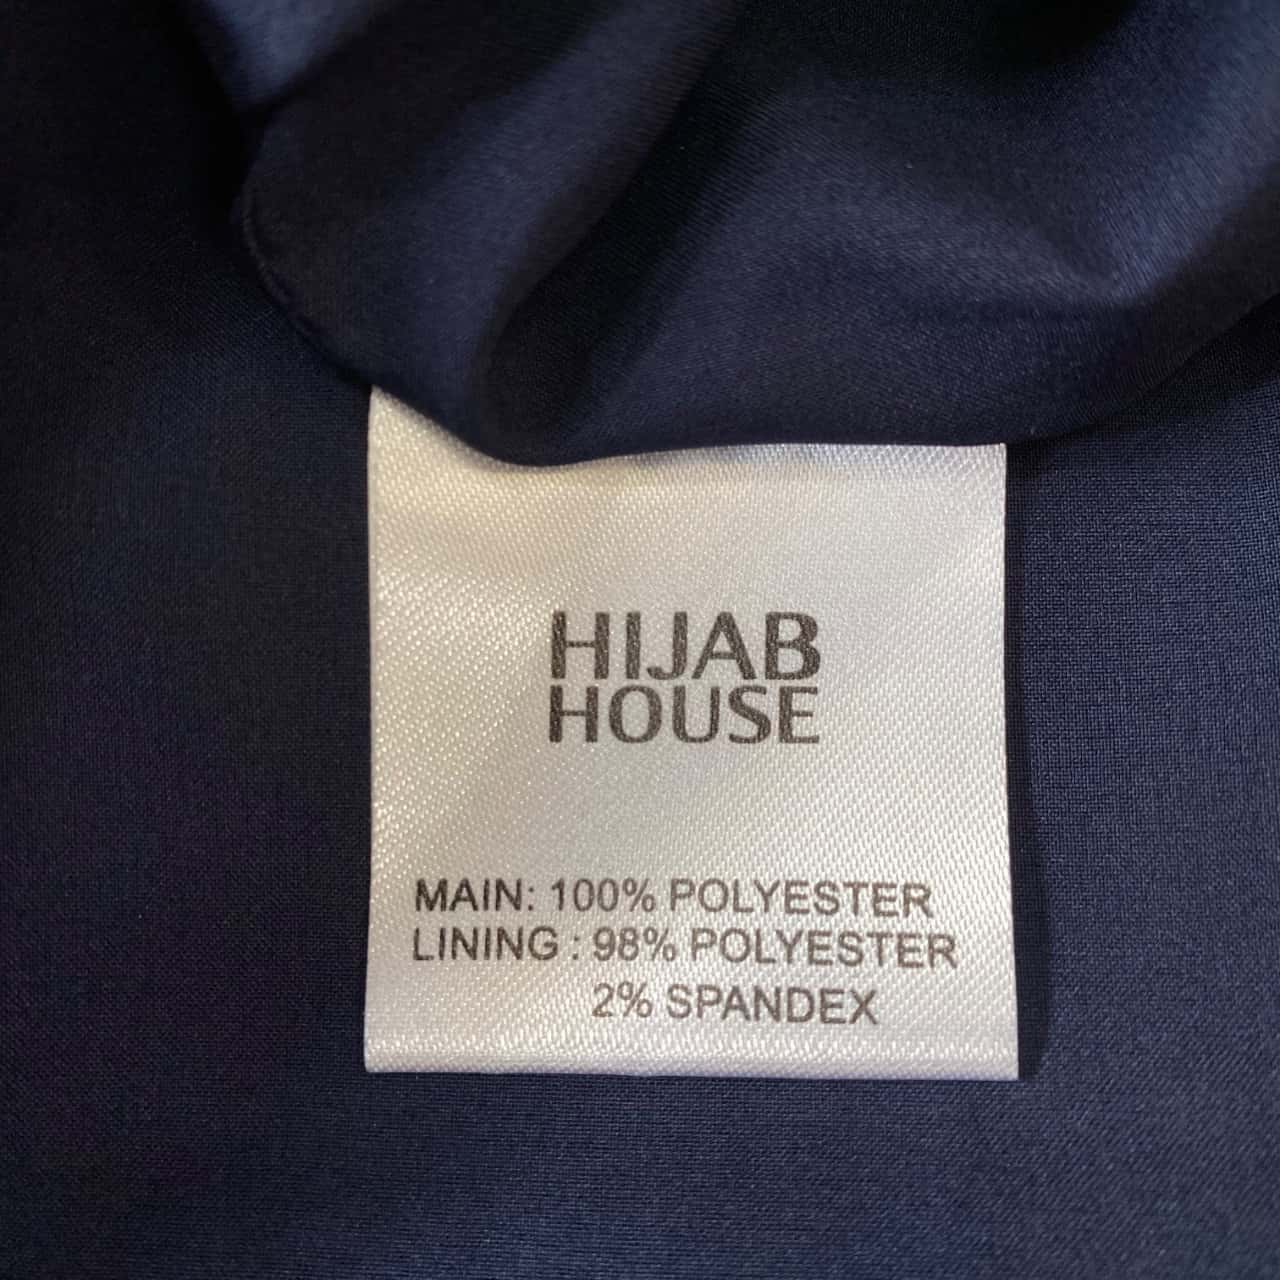 HIJAB
HOUSE
MAIN: 100% POLYESTER
LINING : 98% POLYESTER
2% SPANDEX